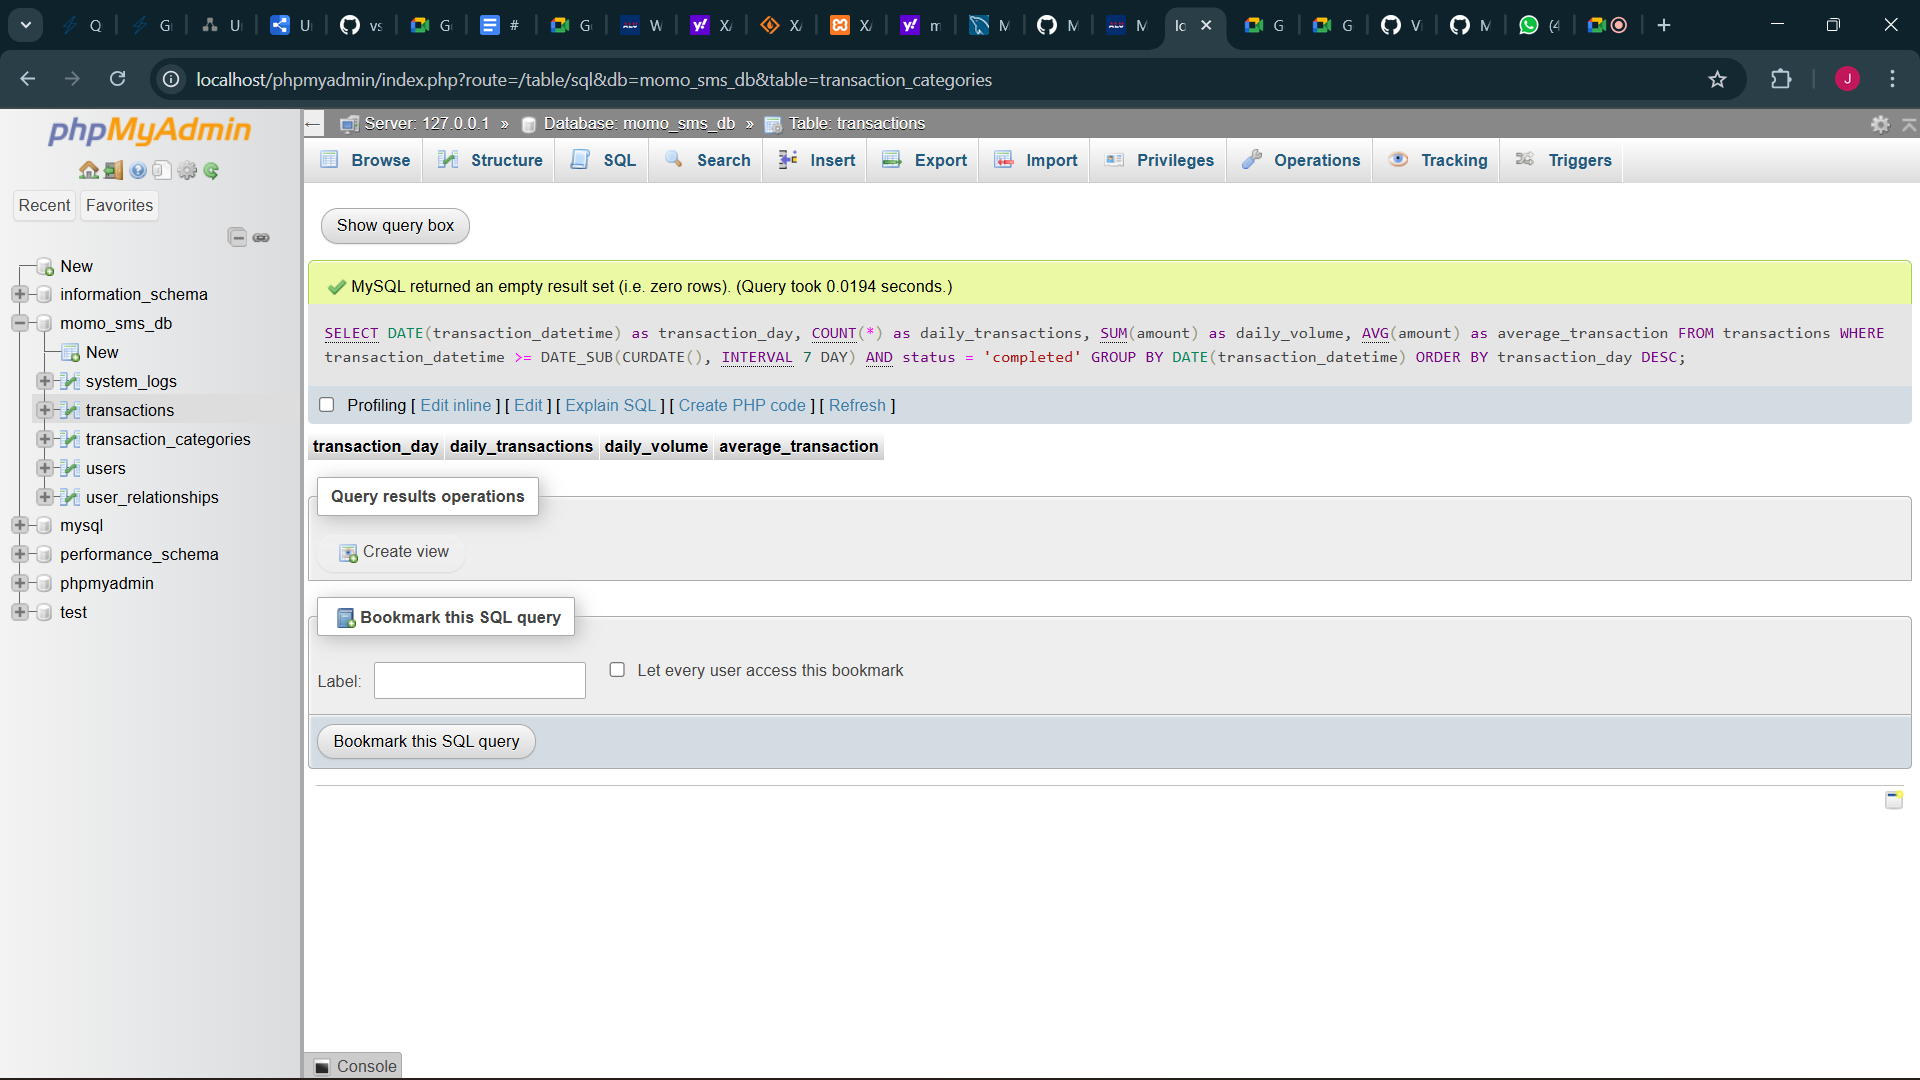 Q
G
U
U
vs
G
#
G
W
X
X
X
m
M
M
M
lo
G
G
Vi
M
(4
localhost/phpmyadmin/index.php?route=/table/sql&db=momo_sms_db&table=transaction_categories
J
phpMyAdmin
Recent
Favorites
New
information_schema
momo_sms_db
New
system_logs
transactions
transaction_categories
users
user_relationships
mysql
performance_schema
phpmyadmin
test
Server: 127.0.0.1 » Database: momo_sms_db » Table: transactions
Browse Structure SQL Search Insert Export Import Privileges Operations Tracking Triggers
Show query box
MySQL returned an empty result set (i.e. zero rows). (Query took 0.0194 seconds.)
SELECT DATE(transaction_datetime) as transaction_day, COUNT(*) as daily_transactions, SUM(amount) as daily_volume, AVG(amount) as average_transaction FROM transactions WHERE
transaction_datetime >= DATE_SUB(CURDATE(), INTERVAL 7 DAY) AND status = 'completed' GROUP BY DATE(transaction_datetime) ORDER BY transaction_day DESC;
Profiling [ Edit inline ] [ Edit ] [ Explain SQL ] [ Create PHP code ] [ Refresh ]
transaction_day daily_transactions daily_volume average_transaction
Query results operations
Create view
Bookmark this SQL query
Label:
Let every user access this bookmark
Bookmark this SQL query
Console